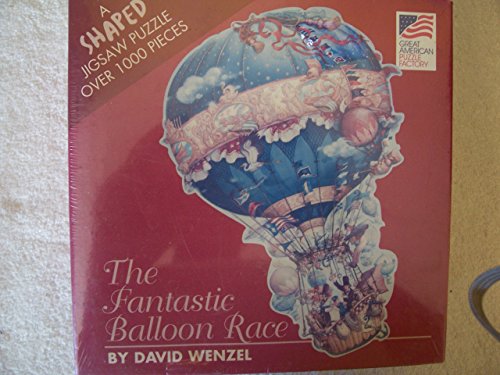 A
SHAPED
JIGSAW PUZZLE
OVER 1000 PIECES
GREAT
AMERICAN
PUZZLE
FACTORY
The
Fantastic
Balloon Race
BY DAVID WENZEL